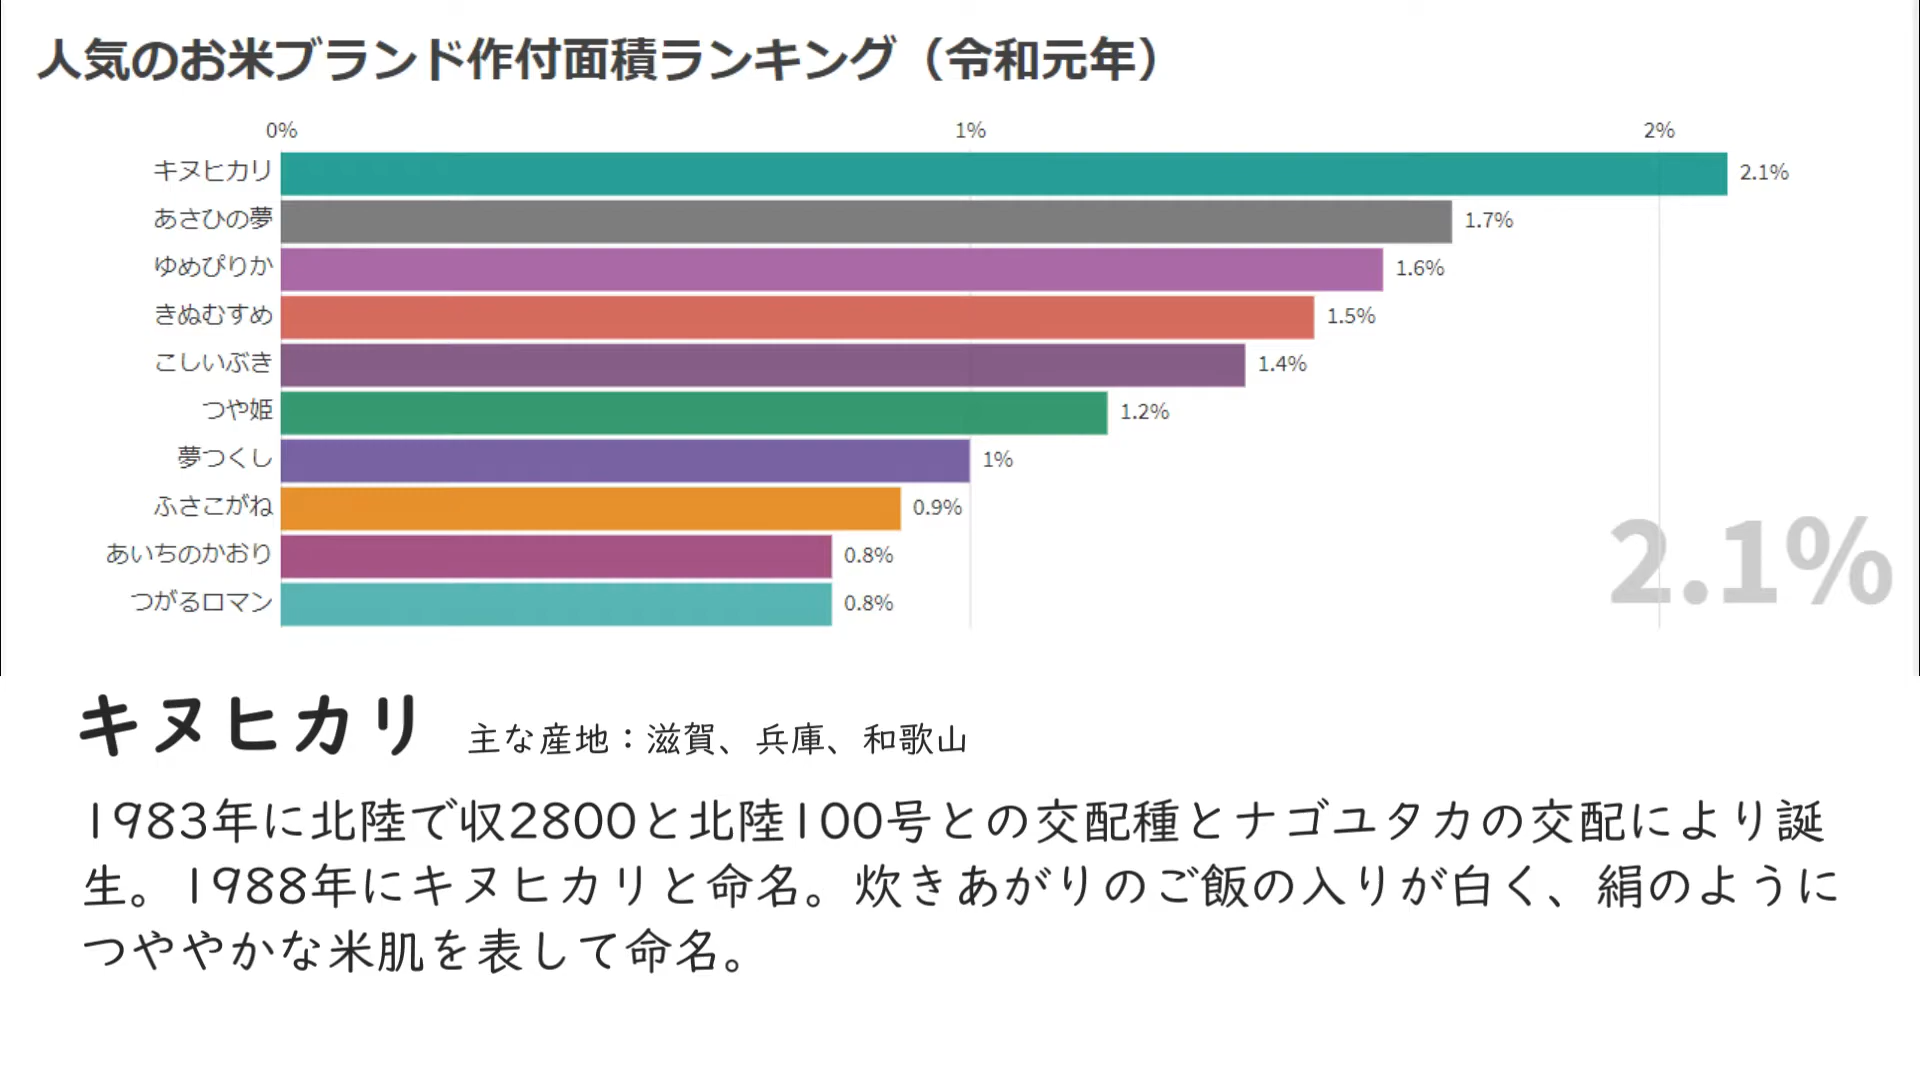 人気のお米ブランド作付面積ランキング（令和元年）
0% 1% 2%
キヌヒカリ 2.1%
あさひの夢 1.7%
ゆめぴりか 1.6%
きぬむすめ 1.5%
こしいぶき 1.4%
つや姫 1.2%
夢つくし 1%
ふさこがね 0.9%
あいちのかおり 0.8%
つがるロマン 0.8%
2.1%
キヌヒカリ 主な産地：滋賀、兵庫、和歌山
1983年に北陸で収2800と北陸100号との交配種とナゴユタカの交配により誕
生。1988年にキヌヒカリと命名。炊きあがりのご飯の入りが白く、絹のように
つややかな米肌を表して命名。